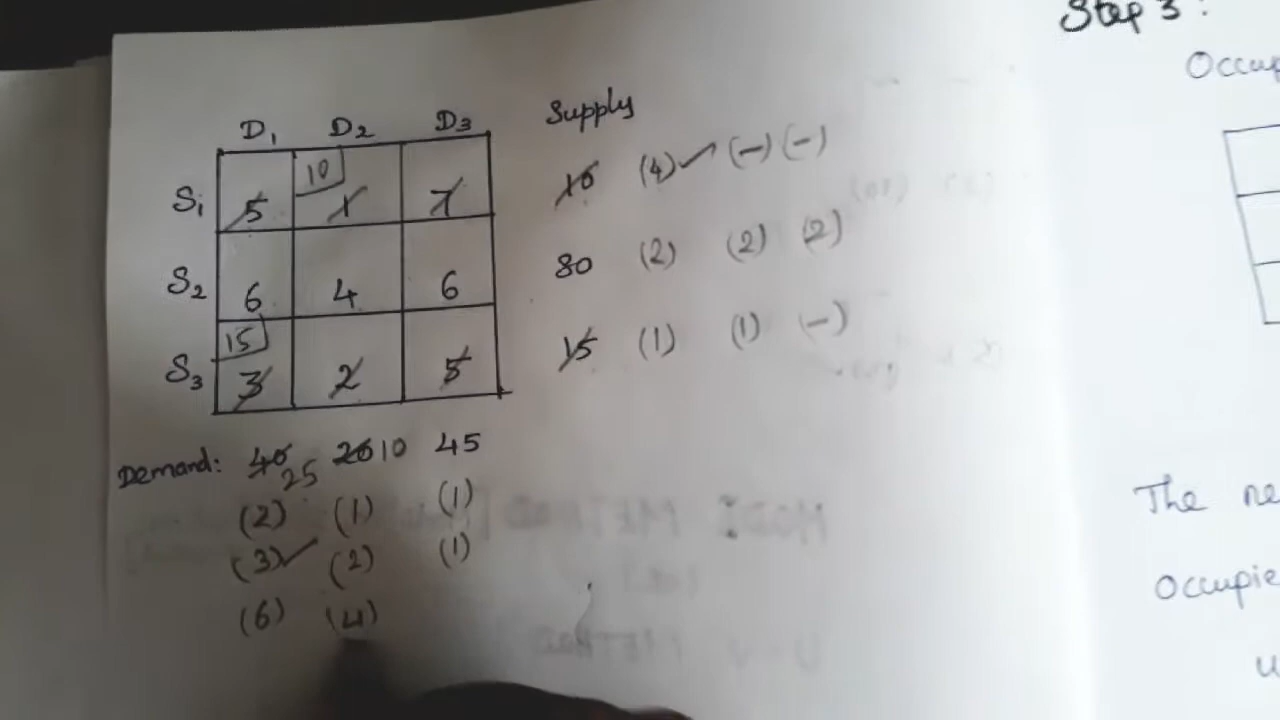 Step 3:
Occup
D1 D2 D3 Supply
S1 5 10 1 7 10 (4)✓ (-) (-)
S2 6 4 6 80 (2) (2) (2)
S3 15 3 2 5 15 (1) (1) (-)
Demand: 40 25 20 10 45
(2) (1) (1)
(3)✓ (2) (1)
(6) (4)
The ne
Occupie
u